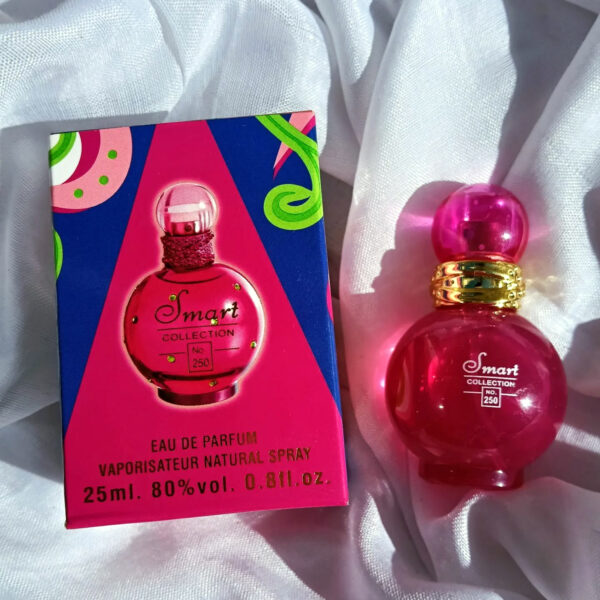 Smart
COLLECTION
No.
250
EAU DE PARFUM
VAPORISATEUR NATURAL SPRAY
25ml. 80%vol. 0.8fl.oz.
Smart
COLLECTION
NO.
250